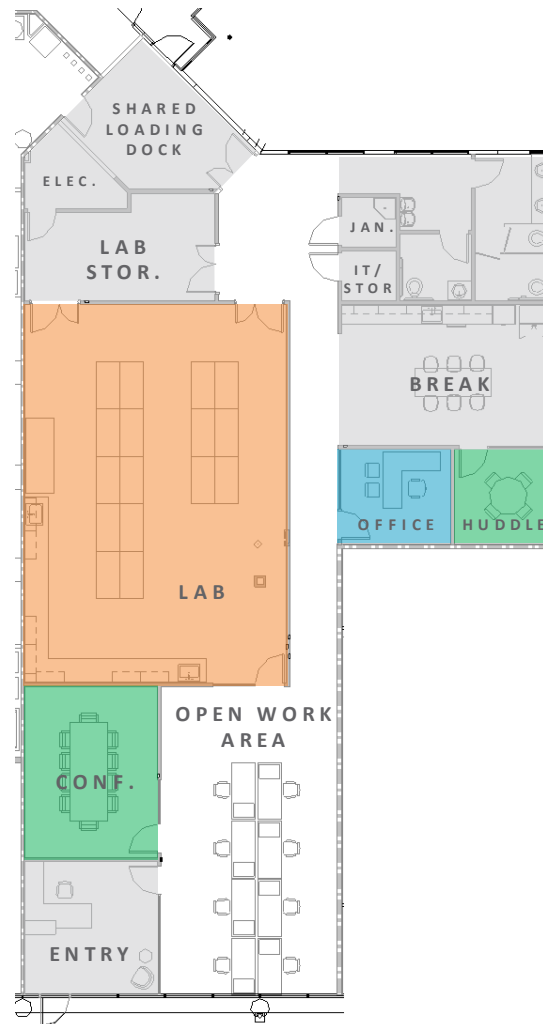 SHARED
LOADING
DOCK
ELEC.
LAB
STOR.
JAN.
IT/
STOR
BREAK
OFFICE
HUDDLE
LAB
OPEN WORK
AREA
CONF.
ENTRY